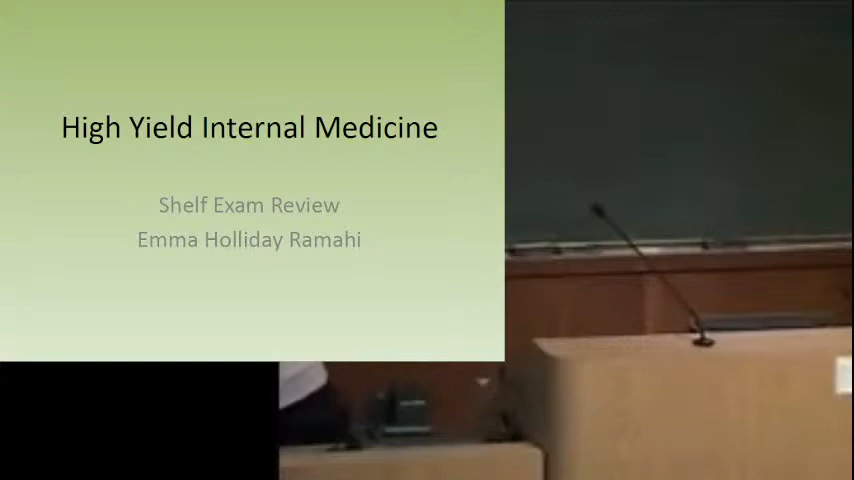 High Yield Internal Medicine
Shelf Exam Review
Emma Holliday Ramahi